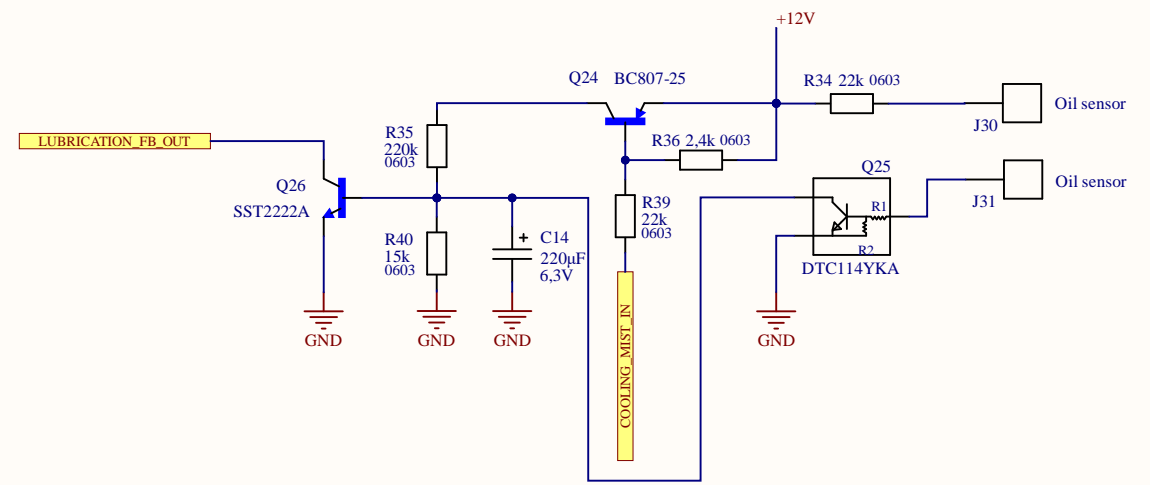 +12V
Q24 BC807-25
R34 22k 0603
Oil sensor
J30
R35
220k
0603
LUBRICATION_FB_OUT
R36 2,4k 0603
Q25
Q26
SST2222A
R39
22k
0603
R1
R2
Oil sensor
J31
R40
15k
0603
+ C14
220µF
6,3V
DTC114YKA
COOLING_MIST_IN
GND
GND
GND
GND